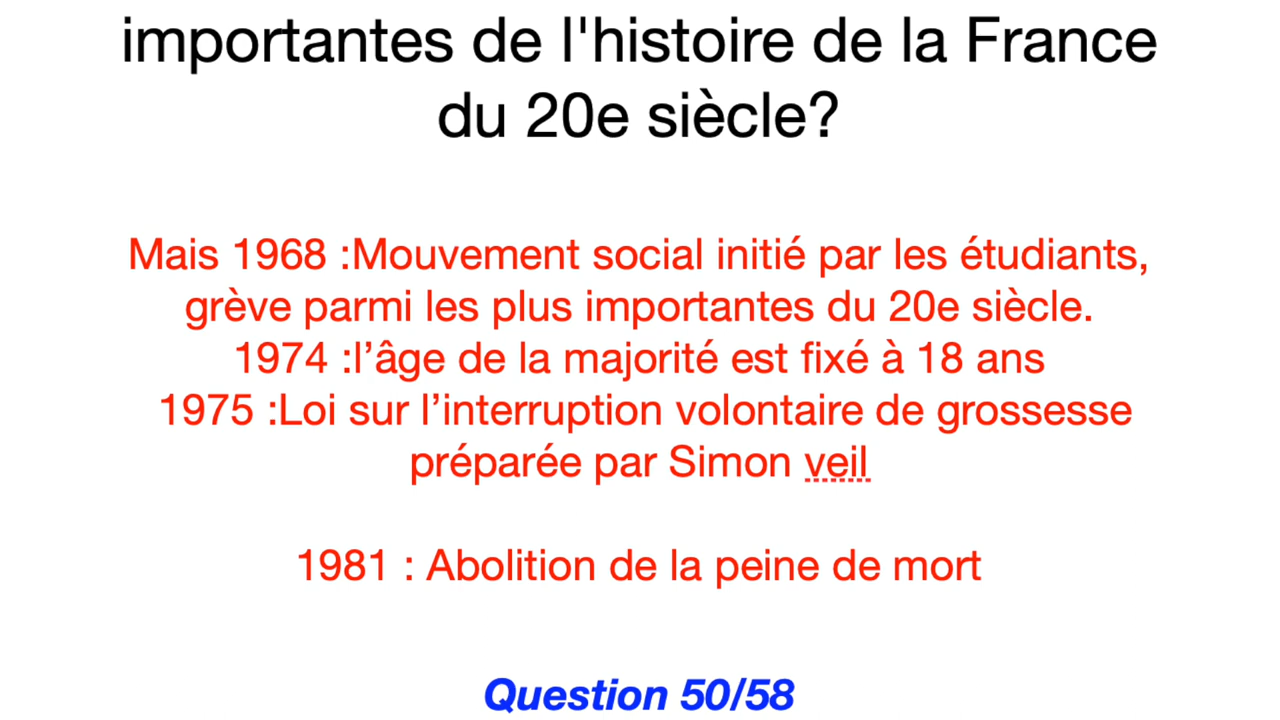 importantes de l'histoire de la France
du 20e siècle?
Mais 1968 :Mouvement social initié par les étudiants,
grève parmi les plus importantes du 20e siècle.
1974 :l’âge de la majorité est fixé à 18 ans
1975 :Loi sur l’interruption volontaire de grossesse
préparée par Simon veil
1981 : Abolition de la peine de mort
Question 50/58